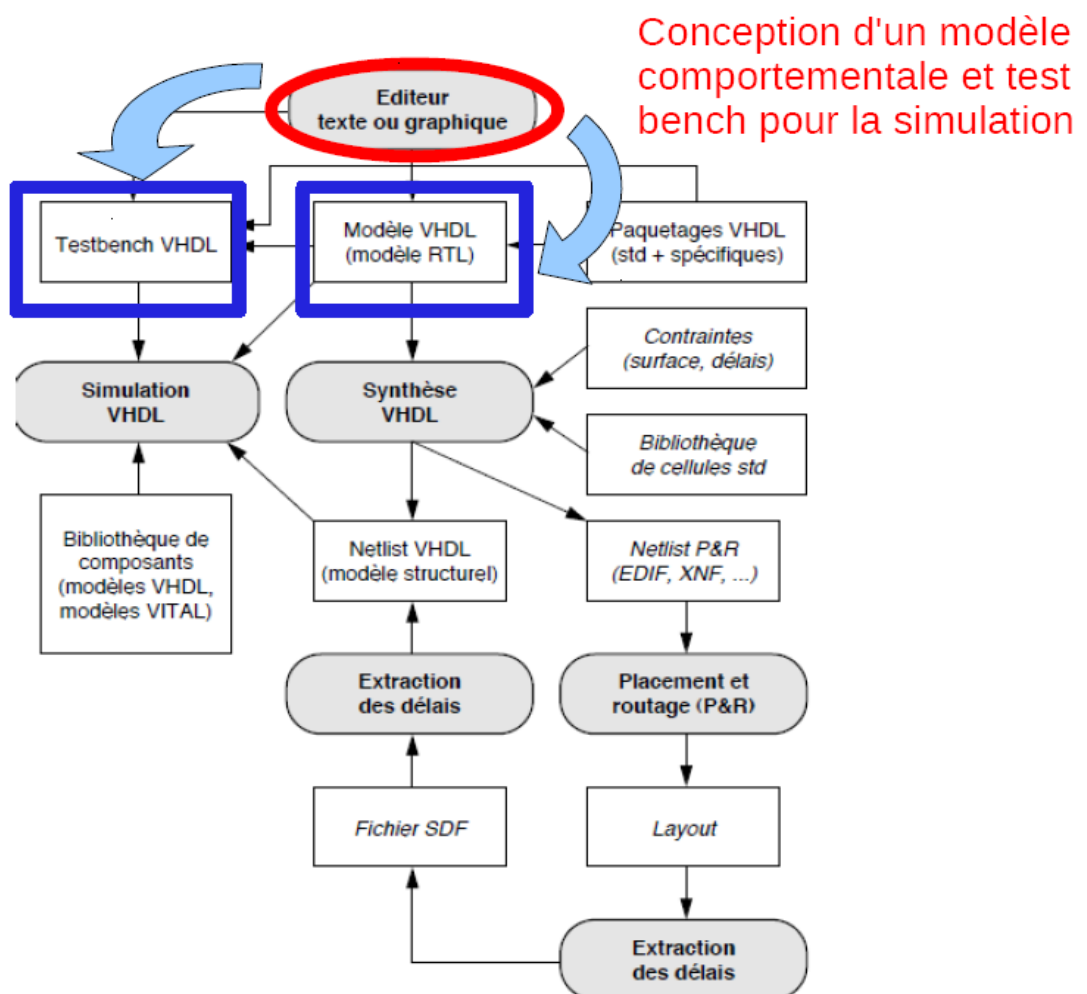 Conception d'un modèle
comportementale et test
bench pour la simulation
Editeur
texte ou graphique
Testbench VHDL
Modèle VHDL
(modèle RTL)
Paquetages VHDL
(std + spécifiques)
Contraintes
(surface, délais)
Simulation
VHDL
Synthèse
VHDL
Bibliothèque
de cellules std
Bibliothèque de
composants
(modèles VHDL,
modèles VITAL)
Netlist VHDL
(modèle structurel)
Netlist P&R
(EDIF, XNF, ...)
Extraction
des délais
Placement et
routage (P&R)
Fichier SDF
Layout
Extraction
des délais